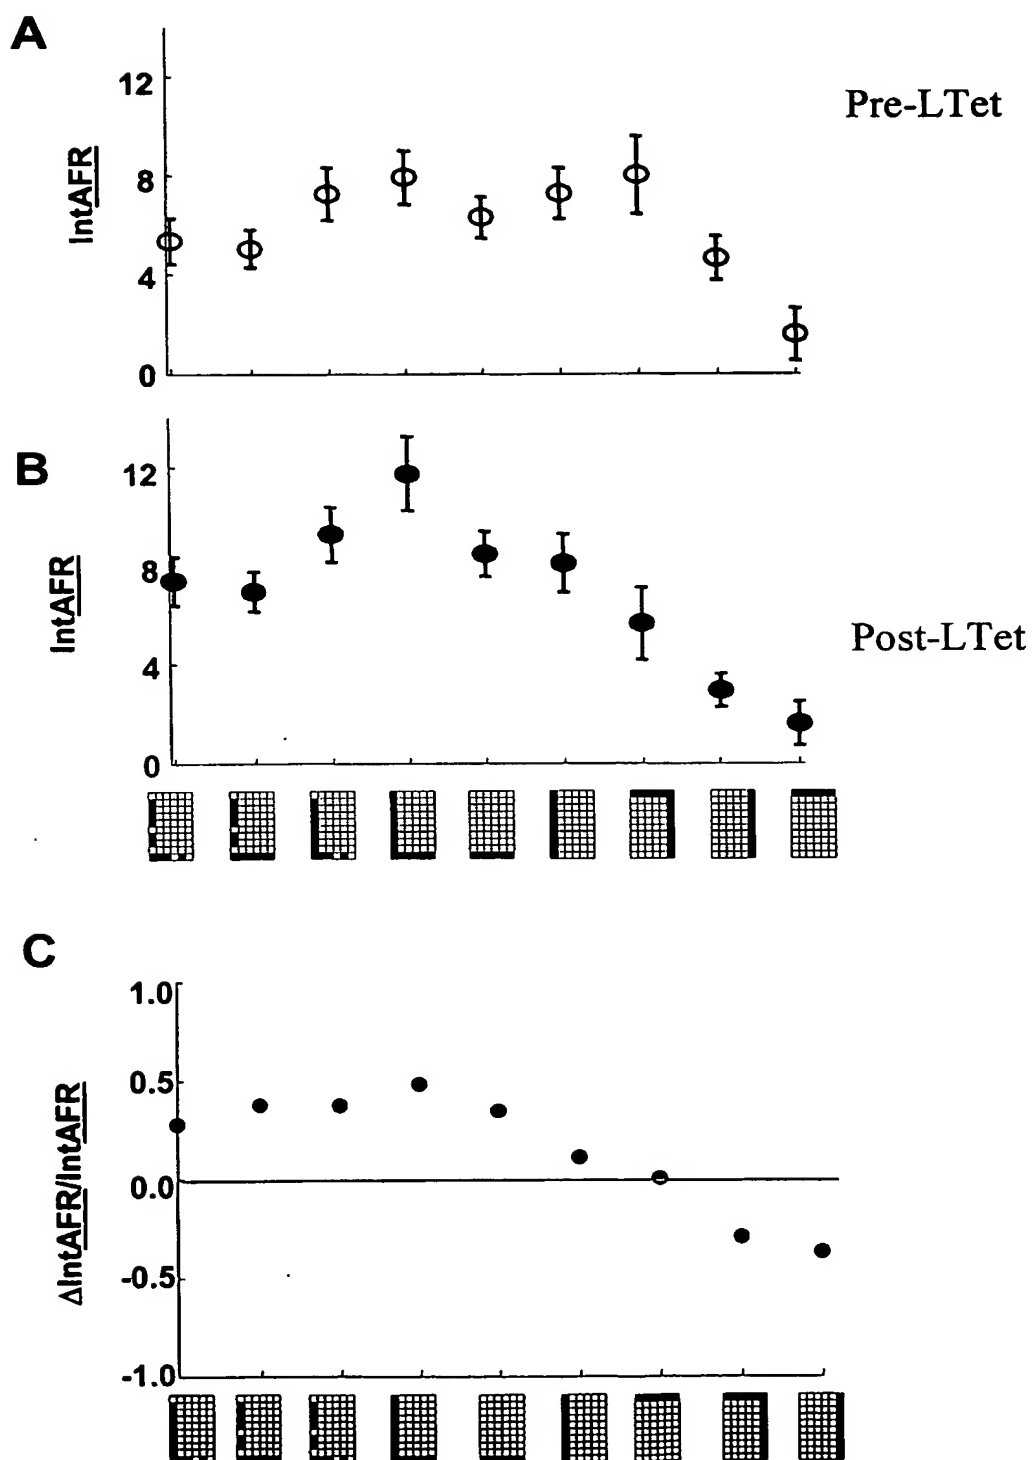 A
Pre-LTet
12
8
4
0
IntAFR
B
12
8
4
0
IntAFR
Post-LTet
C
1.0
0.5
0.0
-0.5
-1.0
ΔIntAFR/IntAFR